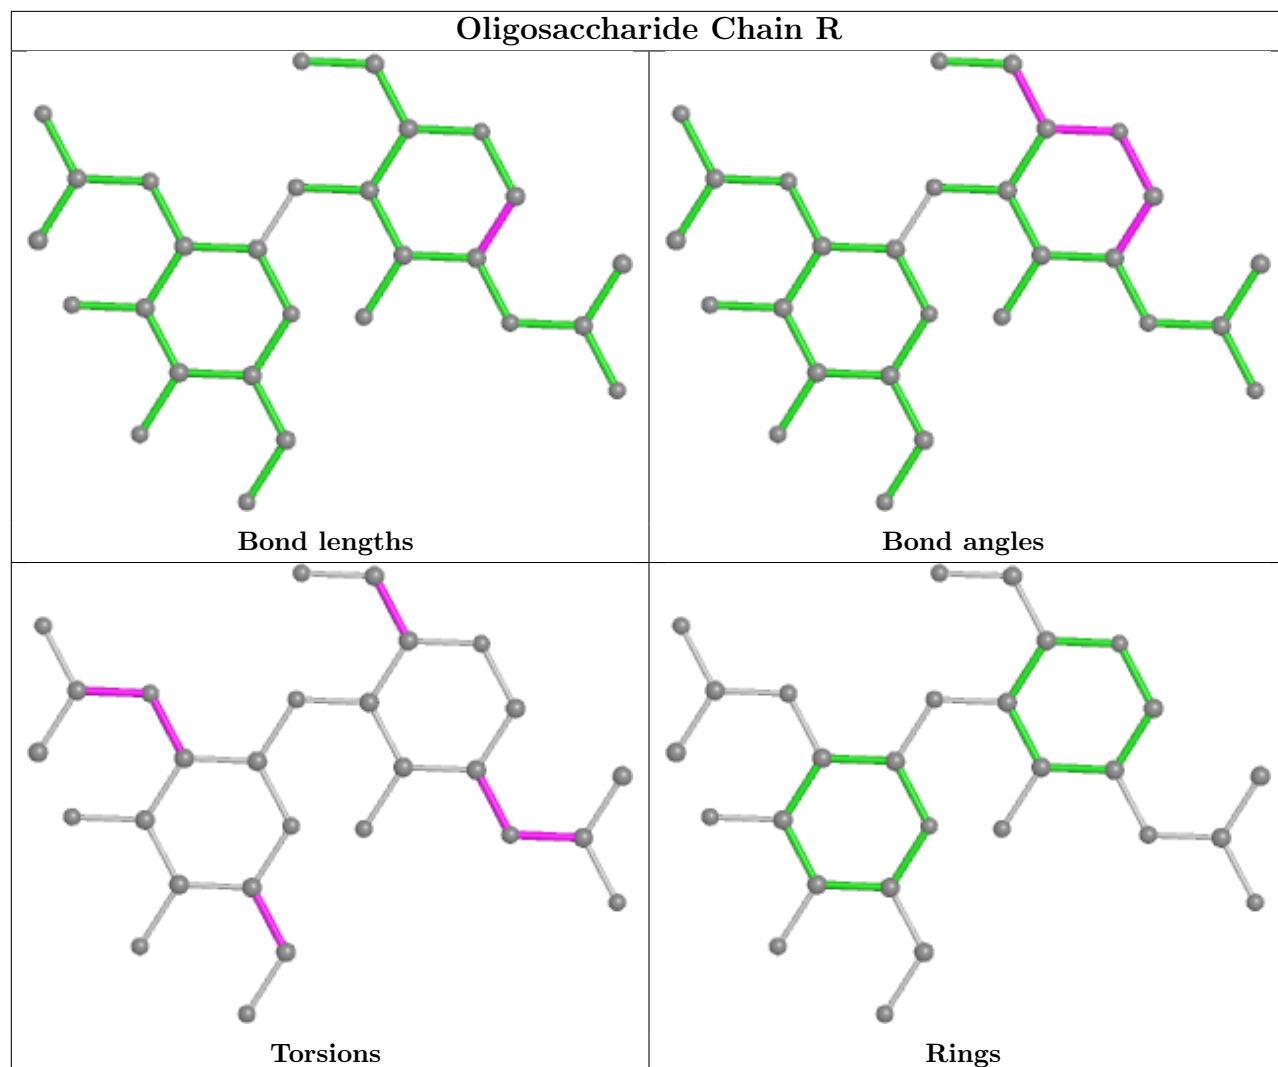 Oligosaccharide Chain R
Bond lengths
Bond angles
Torsions
Rings